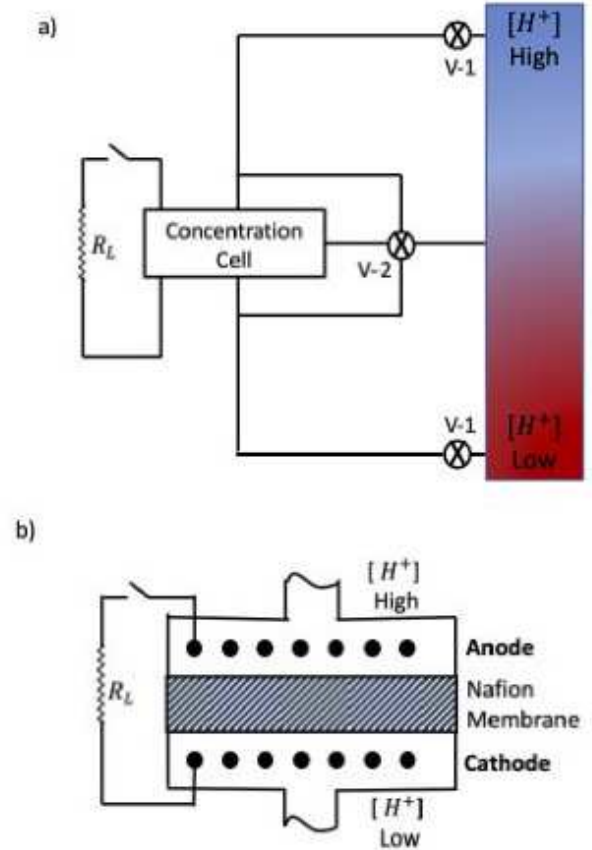 a)
[H⁺]
High
V-1
R_L
Concentration
Cell
V-2
V-1
[H⁺]
Low
b)
[H⁺]
High
Anode
R_L
Nafion
Membrane
Cathode
[H⁺]
Low